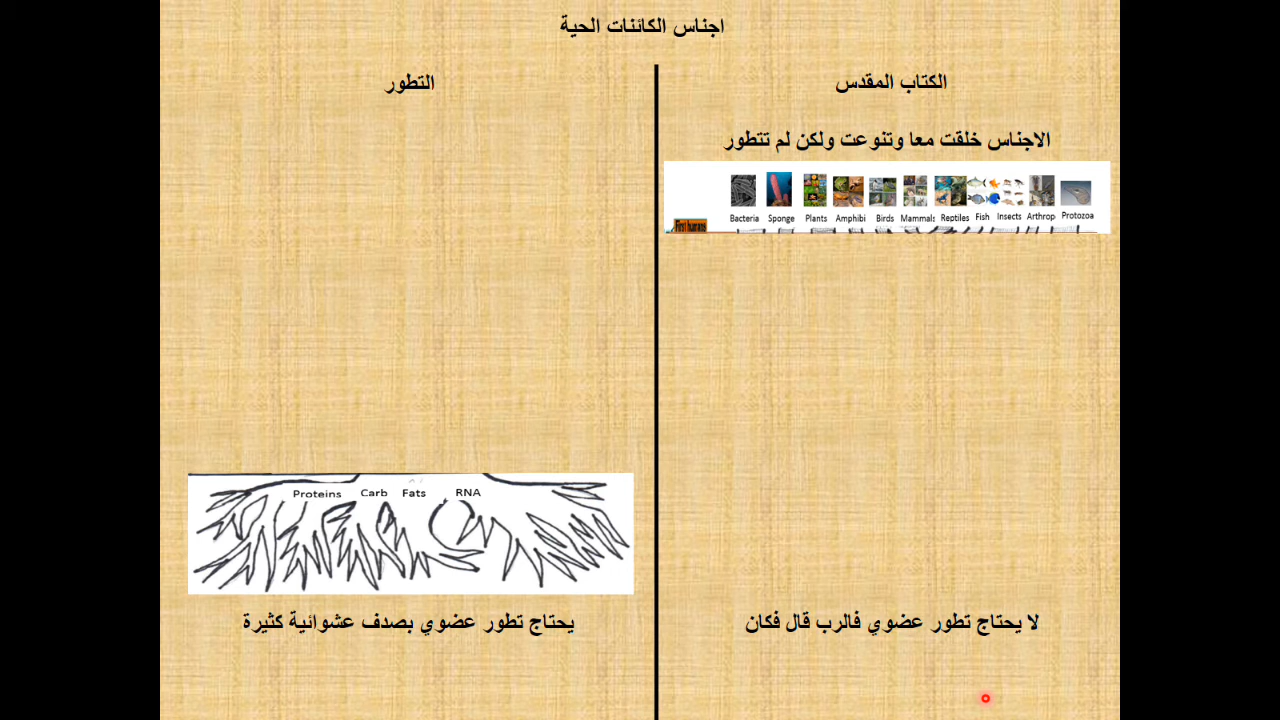 اجناس الكائنات الحية
الكتاب المقدس
الاجناس خلقت معا وتنوعت ولكن لم تتطور
Bacteria Sponge Plants Amphibi Birds Mammals Reptiles Fish Insects Arthrop Protozoa
First humans
لا يحتاج تطور عضوي فالرب قال فكان
التطور
Proteins Carb Fats RNA
يحتاج تطور عضوي بصدف عشوائية كثيرة